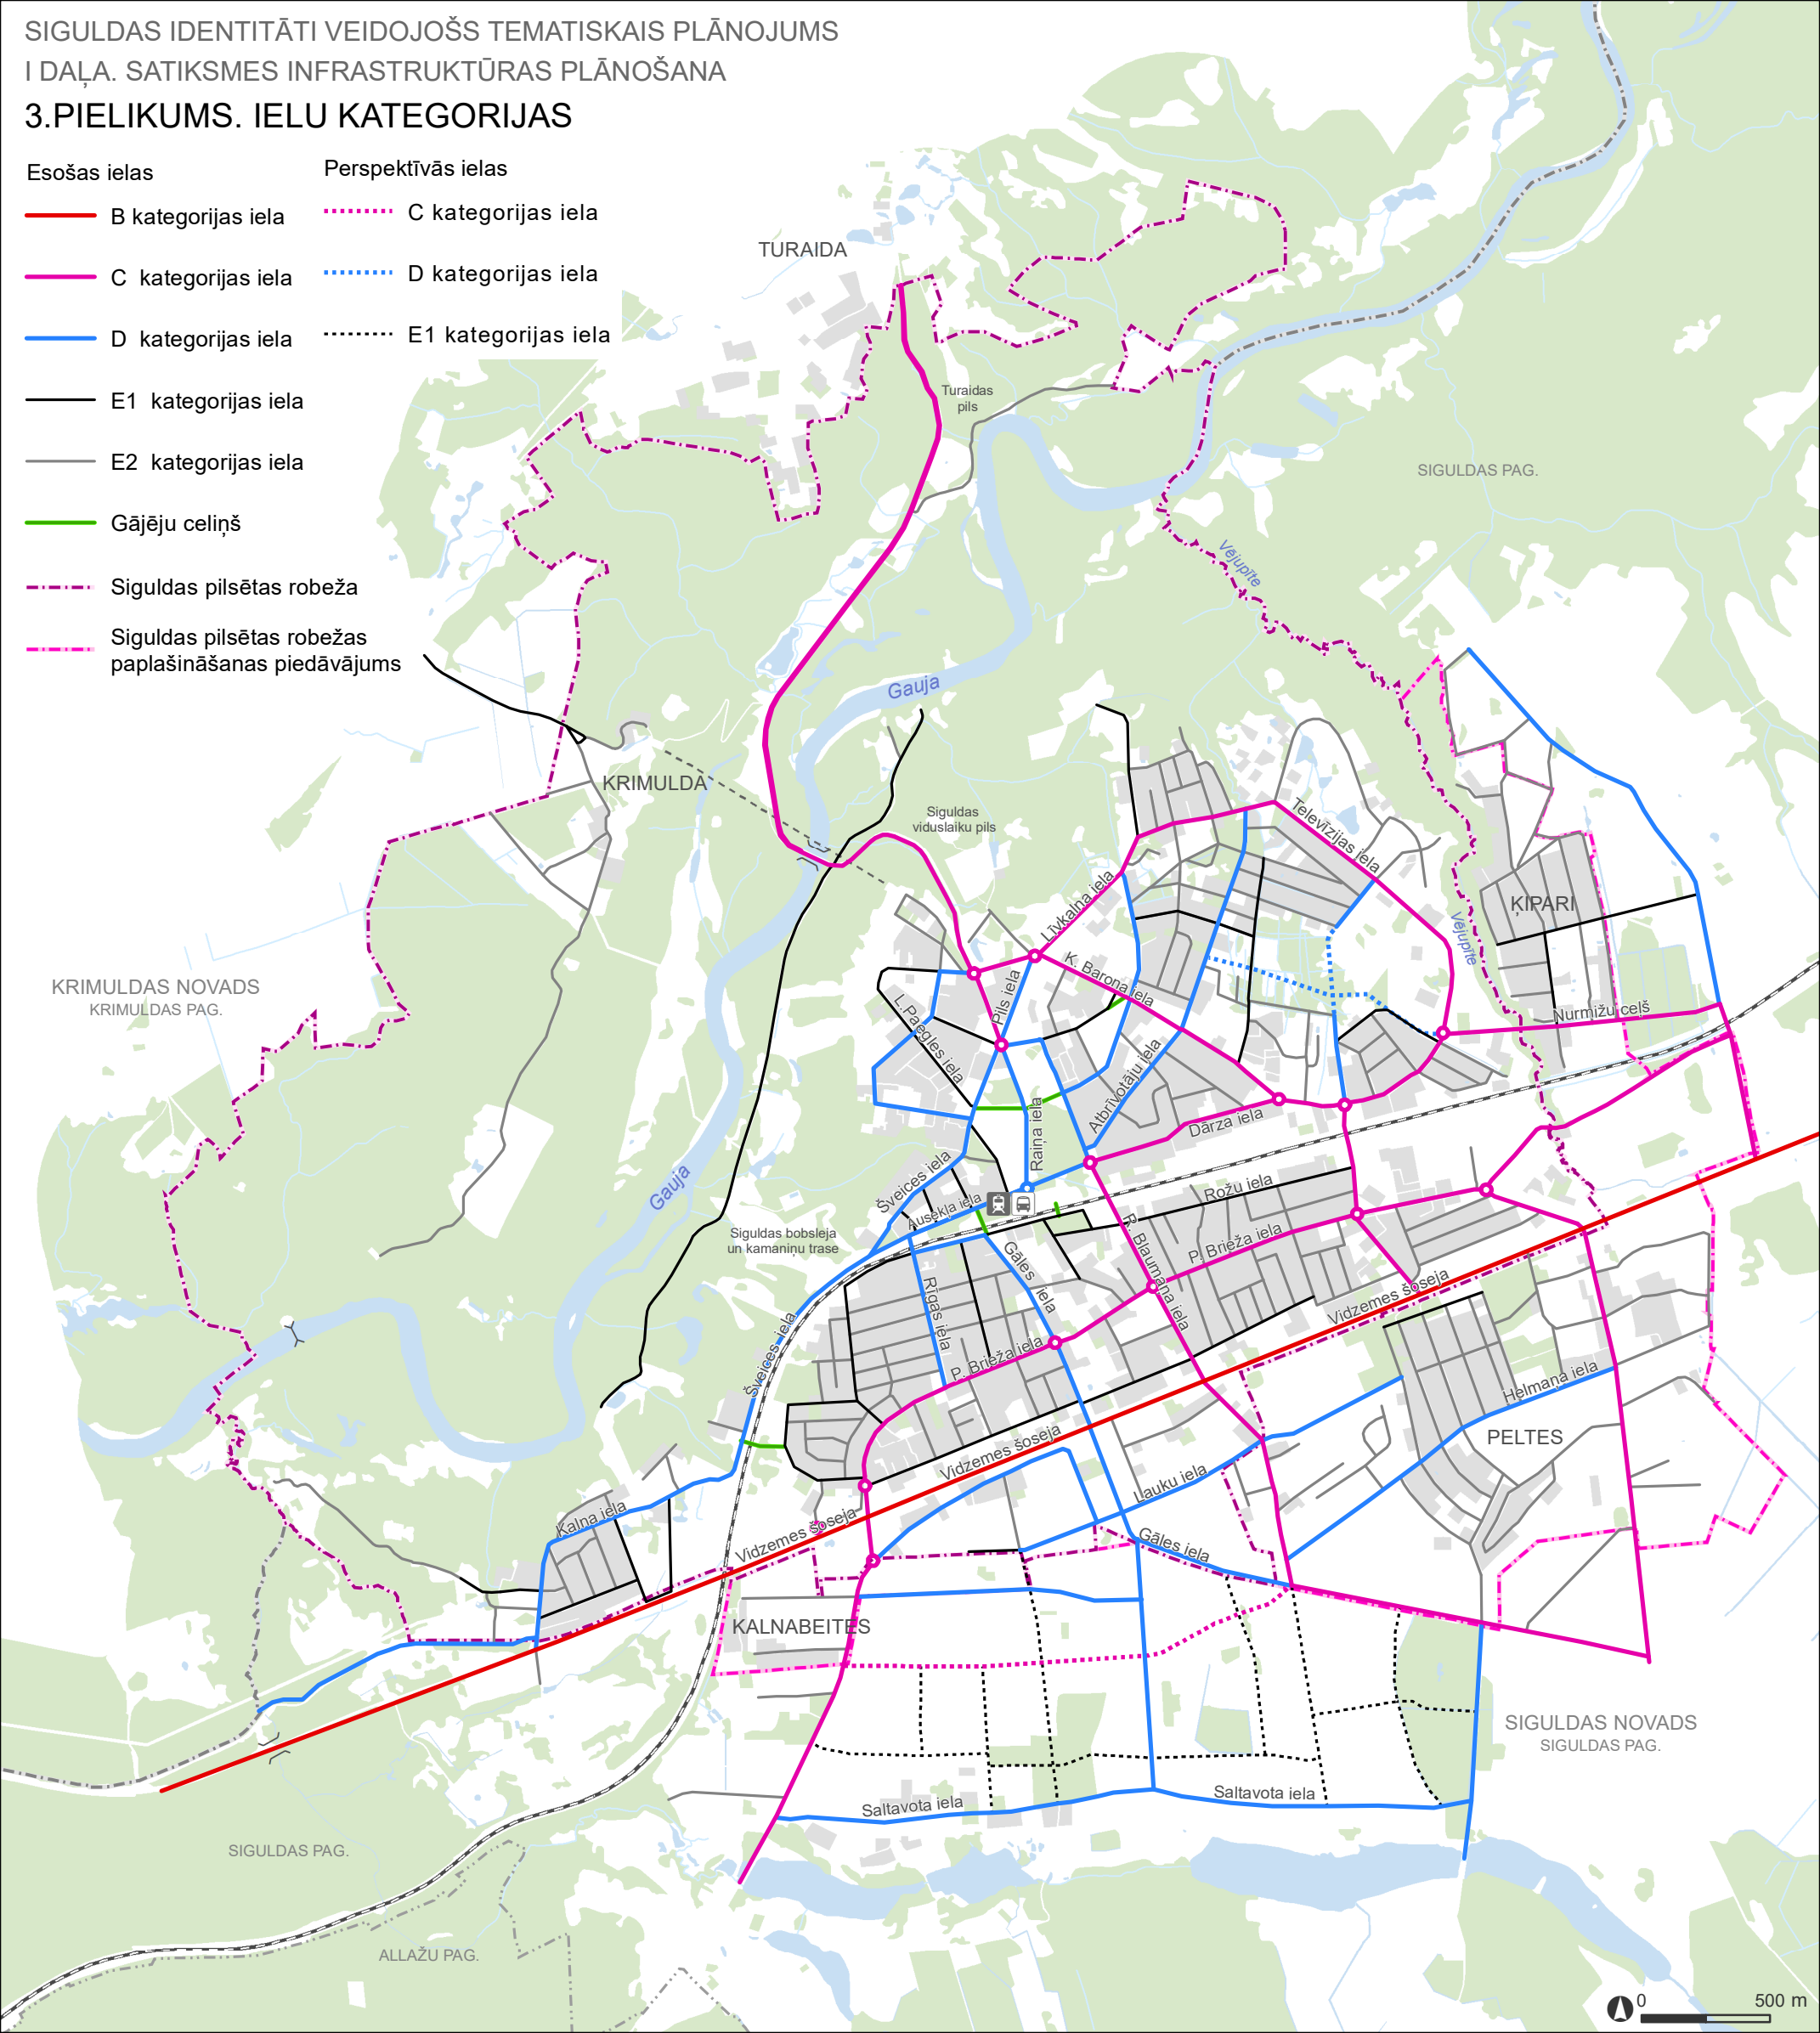 SIGULDAS IDENTITĀTI VEIDOJOŠS TEMATISKAIS PLĀNOJUMS
I DAĻA. SATIKSMES INFRASTRUKTŪRAS PLĀNOŠANA
3.PIELIKUMS. IELU KATEGORIJAS
Esošas ielas
B kategorijas iela
C kategorijas iela
D kategorijas iela
E1 kategorijas iela
E2 kategorijas iela
Gājēju celiņš
Siguldas pilsētas robeža
Siguldas pilsētas robežas
paplašināšanas piedāvājums
Perspektīvās ielas
C kategorijas iela
D kategorijas iela
E1 kategorijas iela
TURAIDA
Turaidas
pils
SIGULDAS PAG.
Vējupīte
Gauja
KRIMULDA
Siguldas
viduslaiku pils
Televīzijas iela
Līvkalna iela
ĶIPARI
Vējupīte
K. Barona iela
Pils iela
KRIMULDAS NOVADS
KRIMULDAS PAG.
L.Paegles iela
Nurmižu ceļš
Atbrīvotāju iela
Raiņa iela
Dārza iela
Gauja
Šveices iela
Ausekļa iela
Rožu iela
Siguldas bobsleja
un kamaniņu trase
Gāles iela
R. Blaumaņa iela
P. Brieža iela
Rīgas iela
Vidzemes šoseja
Šveices iela
P. Brieža iela
Helmaņa iela
PELTES
Vidzemes šoseja
Lauku iela
Kalna iela
Vidzemes šoseja
Gāles iela
KALNABEITES
SIGULDAS NOVADS
SIGULDAS PAG.
Saltavota iela
Saltavota iela
SIGULDAS PAG.
ALLAŽU PAG.
0
500 m